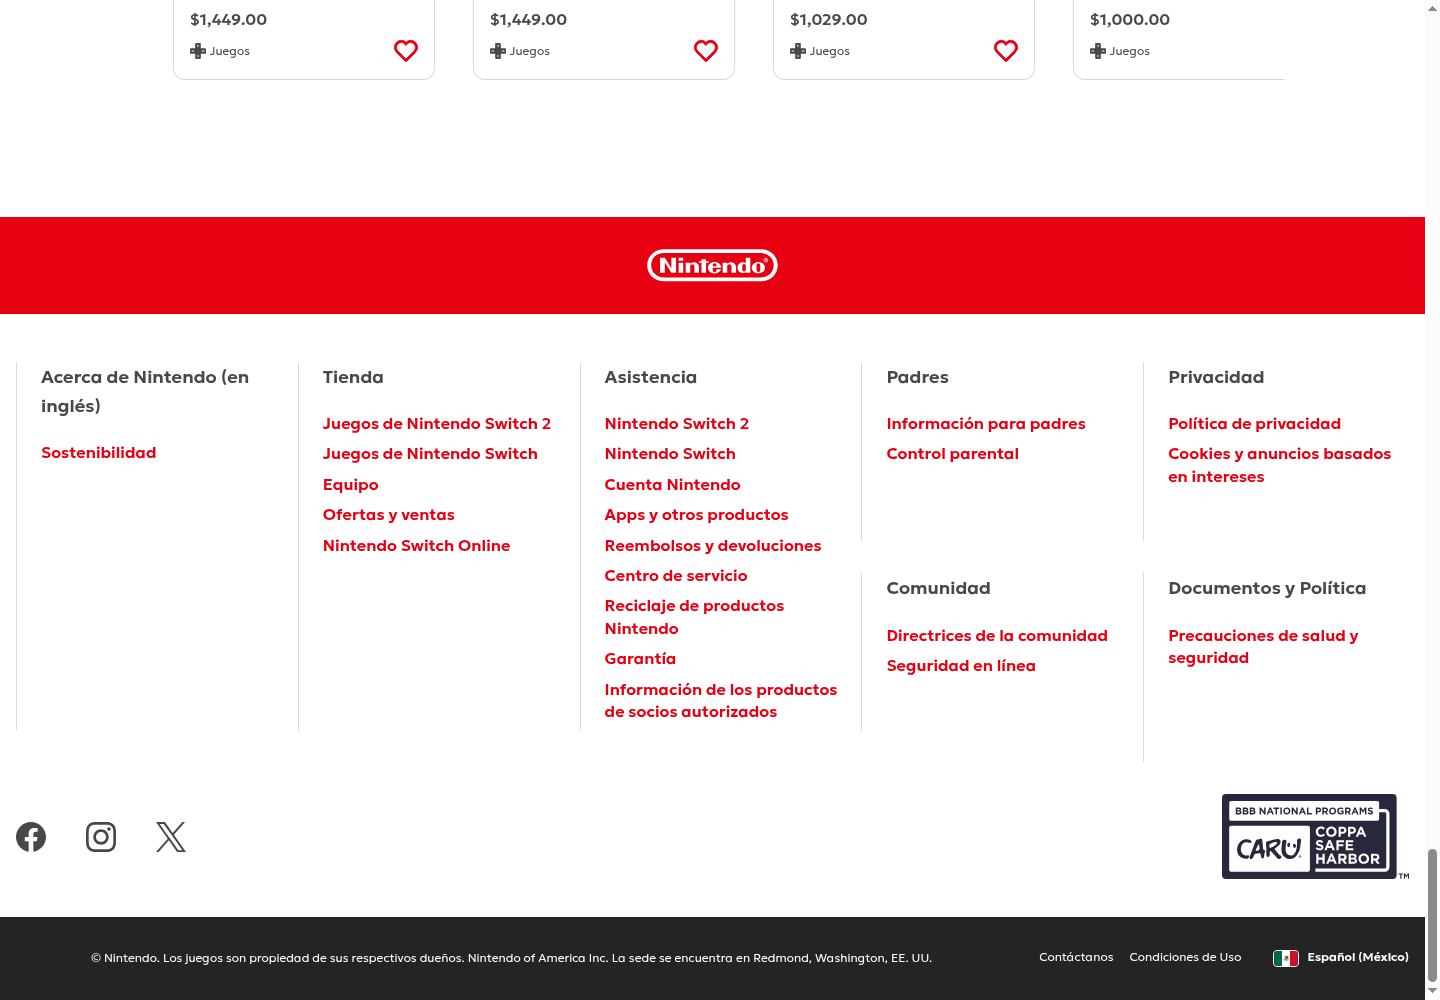 $1,449.00
$1,449.00
$1,029.00
$1,000.00
Juegos
Juegos
Juegos
Juegos
Nintendo®
Acerca de Nintendo (en
inglés)
Sostenibilidad
Tienda
Juegos de Nintendo Switch 2
Juegos de Nintendo Switch
Equipo
Ofertas y ventas
Nintendo Switch Online
Asistencia
Nintendo Switch 2
Nintendo Switch
Cuenta Nintendo
Apps y otros productos
Reembolsos y devoluciones
Centro de servicio
Reciclaje de productos
Nintendo
Garantía
Información de los productos
de socios autorizados
Padres
Información para padres
Control parental
Privacidad
Política de privacidad
Cookies y anuncios basados
en intereses
Comunidad
Directrices de la comunidad
Seguridad en línea
Documentos y Política
Precauciones de salud y
seguridad
BBB NATIONAL PROGRAMS
CARU
COPPA
SAFE
HARBOR
TM
© Nintendo. Los juegos son propiedad de sus respectivos dueños. Nintendo of America Inc. La sede se encuentra en Redmond, Washington, EE. UU.
Contáctanos
Condiciones de Uso
Español (México)